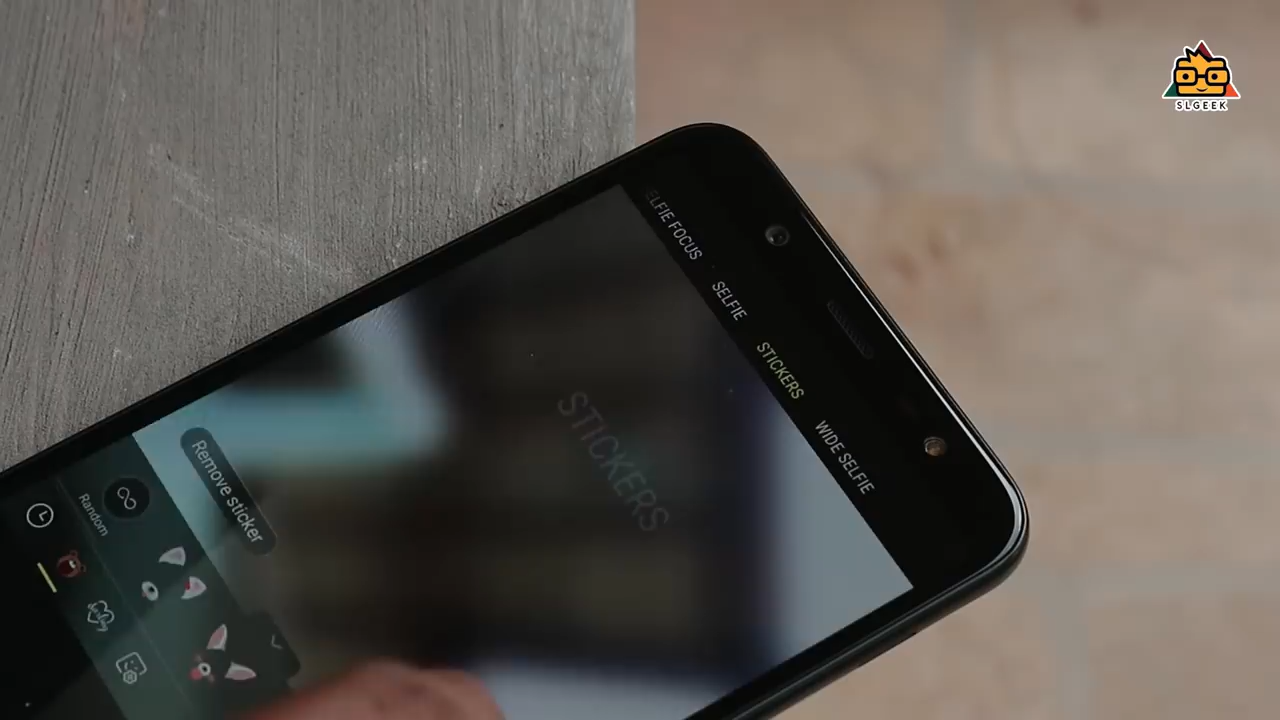 SLGEEK
ELFIE FOCUS
SELFIE
STICKERS
WIDE SELFIE
STICKERS
Remove sticker
Random